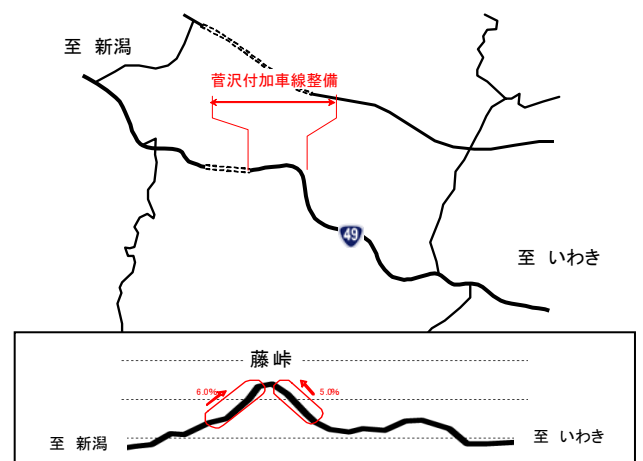 至 新潟
菅沢付加車線整備
49
至 いわき
藤峠
6.0%
5.0%
至 新潟
至 いわき